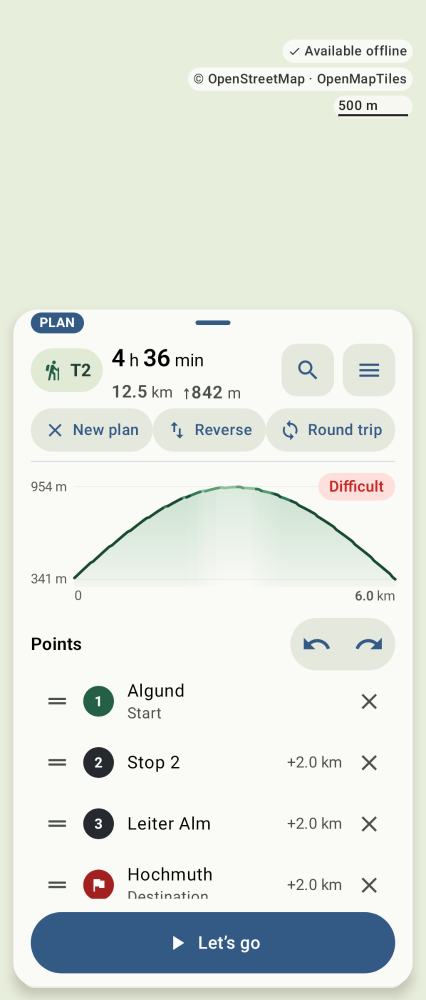 Available offline
© OpenStreetMap · OpenMapTiles
500 m
PLAN
T2
4 h 36 min
12.5 km ↑842 m
New plan
Reverse
Round trip
954 m
Difficult
341 m
0
6.0 km
Points
1
Algund
Start
2
Stop 2
+2.0 km
3
Leiter Alm
+2.0 km
Hochmuth
+2.0 km
Destination
Let's go